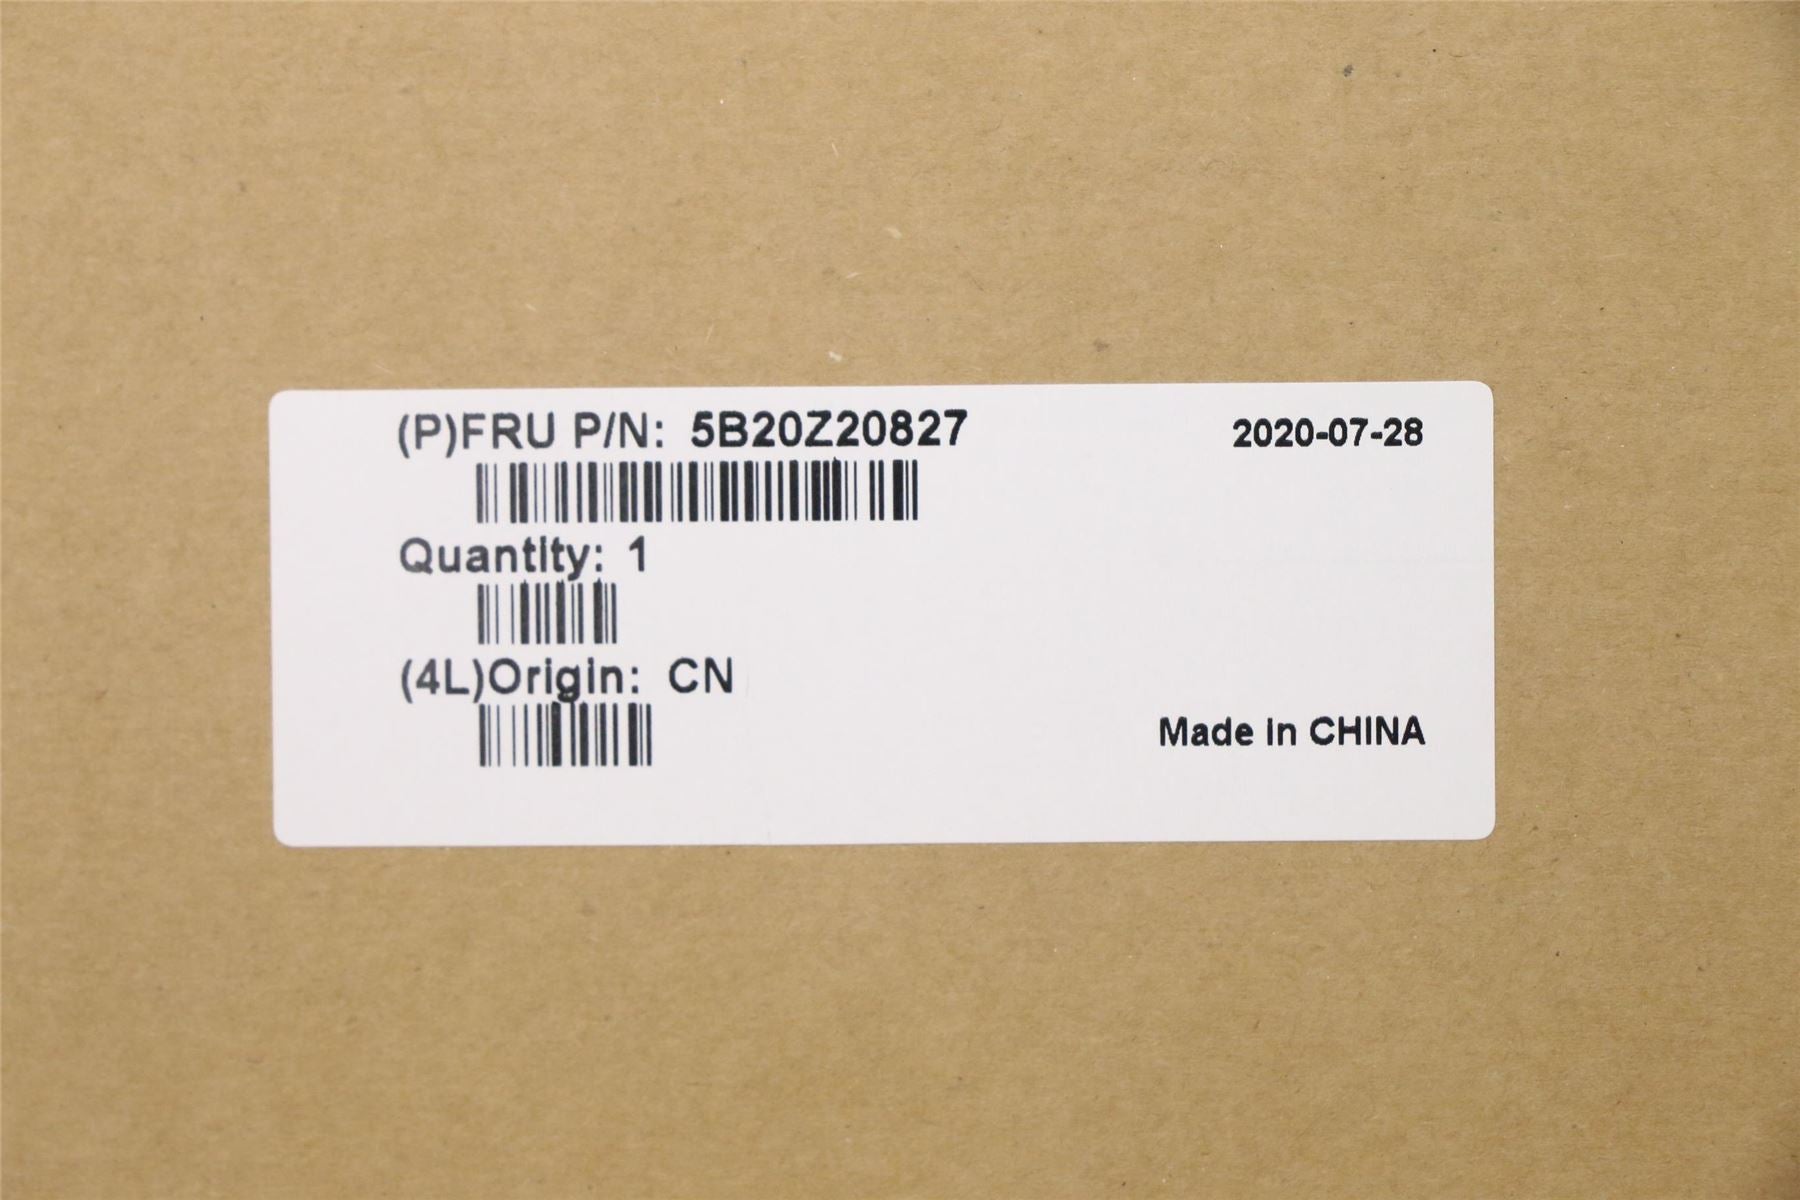 (P)FRU P/N: 5B20Z20827
2020-07-28
Quantity: 1
(4L)Origin: CN
Made in CHINA